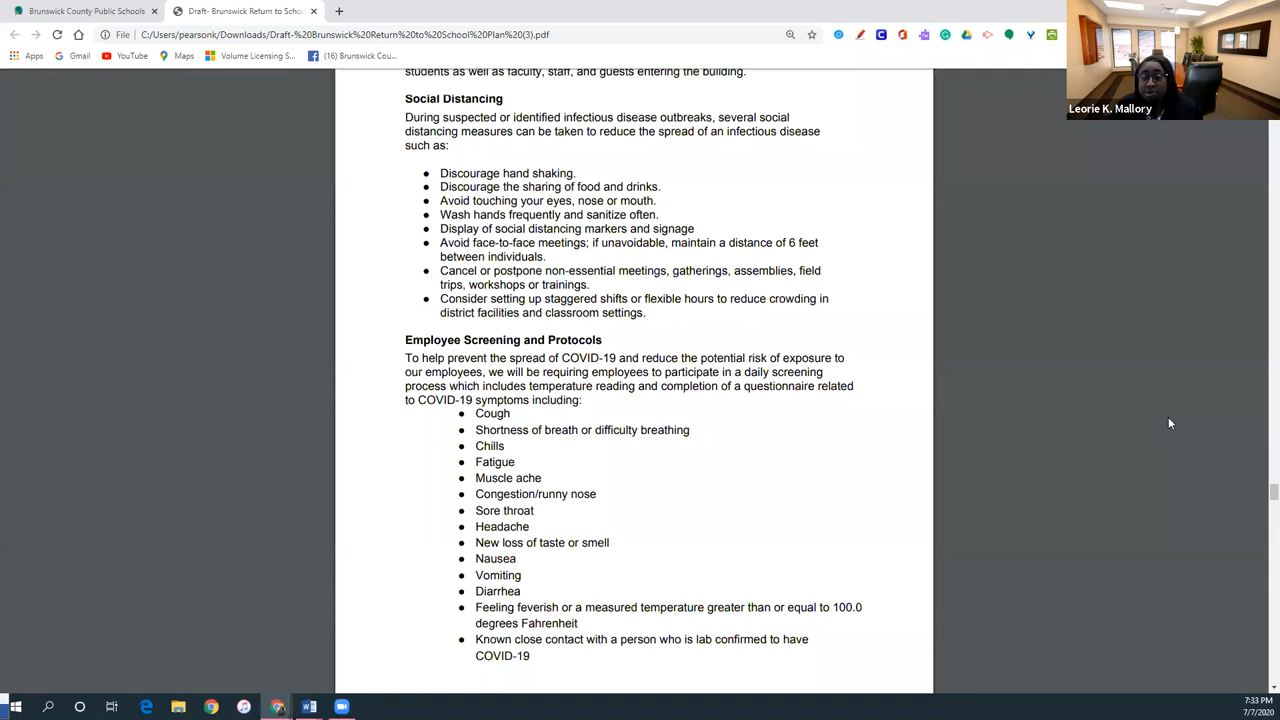 Brunswick County Public Schools
Draft- Brunswick Return to Schoo
File
C:/Users/pearsonk/Downloads/Draft-%20Brunswick%20Return%20to%20School%20Plan%20(3).pdf
Apps
Gmail
YouTube
Maps
Volume Licensing S...
(16) Brunswick Cou...
Leorie K. Mallory
students as well as faculty, staff, and guests entering the building.
Social Distancing
During suspected or identified infectious disease outbreaks, several social
distancing measures can be taken to reduce the spread of an infectious disease
such as:
● Discourage hand shaking.
● Discourage the sharing of food and drinks.
● Avoid touching your eyes, nose or mouth.
● Wash hands frequently and sanitize often.
● Display of social distancing markers and signage
● Avoid face-to-face meetings; if unavoidable, maintain a distance of 6 feet
between individuals.
● Cancel or postpone non-essential meetings, gatherings, assemblies, field
trips, workshops or trainings.
● Consider setting up staggered shifts or flexible hours to reduce crowding in
district facilities and classroom settings.
Employee Screening and Protocols
To help prevent the spread of COVID-19 and reduce the potential risk of exposure to
our employees, we will be requiring employees to participate in a daily screening
process which includes temperature reading and completion of a questionnaire related
to COVID-19 symptoms including:
● Cough
● Shortness of breath or difficulty breathing
● Chills
● Fatigue
● Muscle ache
● Congestion/runny nose
● Sore throat
● Headache
● New loss of taste or smell
● Nausea
● Vomiting
● Diarrhea
● Feeling feverish or a measured temperature greater than or equal to 100.0
degrees Fahrenheit
● Known close contact with a person who is lab confirmed to have
COVID-19
7:33 PM
7/7/2020